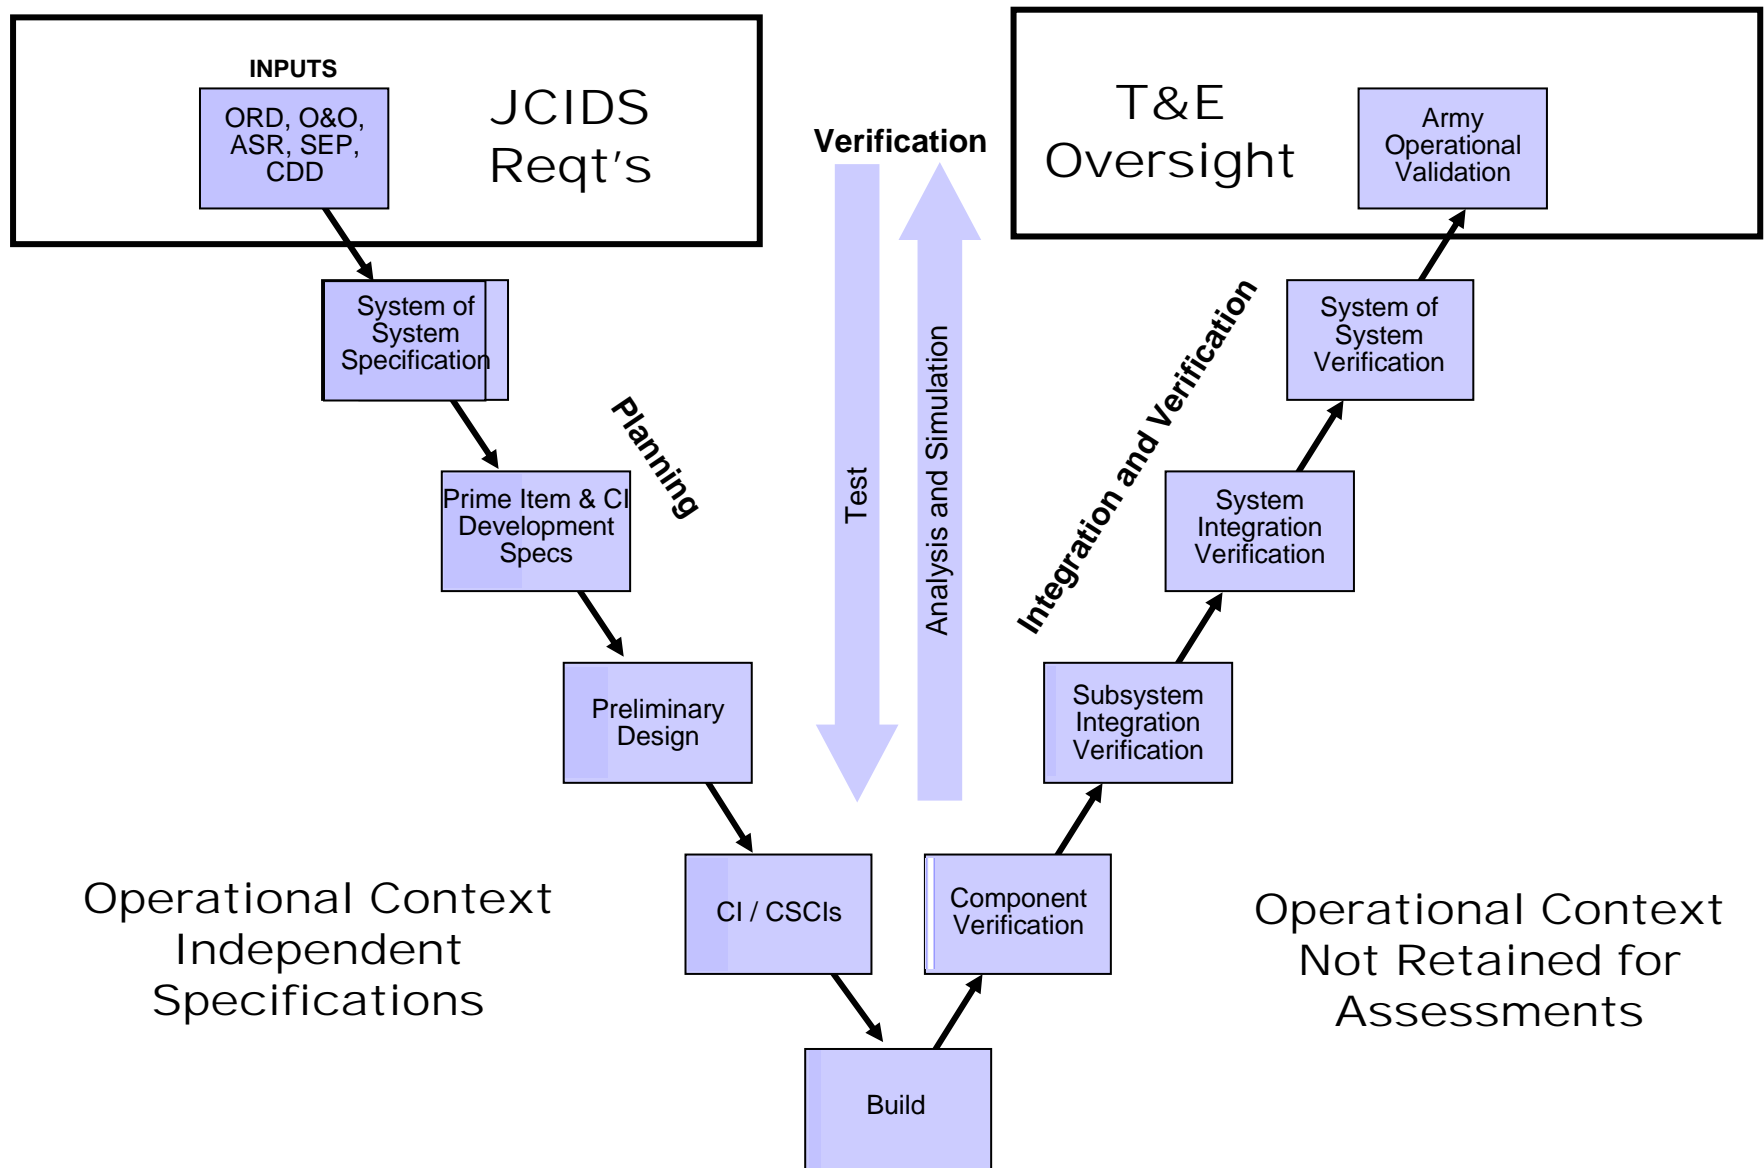 INPUTS
ORD, O&O,
ASR, SEP,
CDD
JCIDS
Reqt's
Verification
T&E
Oversight
Army
Operational
Validation
System of
System
Specification
System of
System
Verification
Planning
Test
Analysis and Simulation
Integration and Verification
Prime Item & CI
Development
Specs
System
Integration
Verification
Preliminary
Design
Subsystem
Integration
Verification
Operational Context
Independent
Specifications
CI / CSCIs
Component
Verification
Operational Context
Not Retained for
Assessments
Build